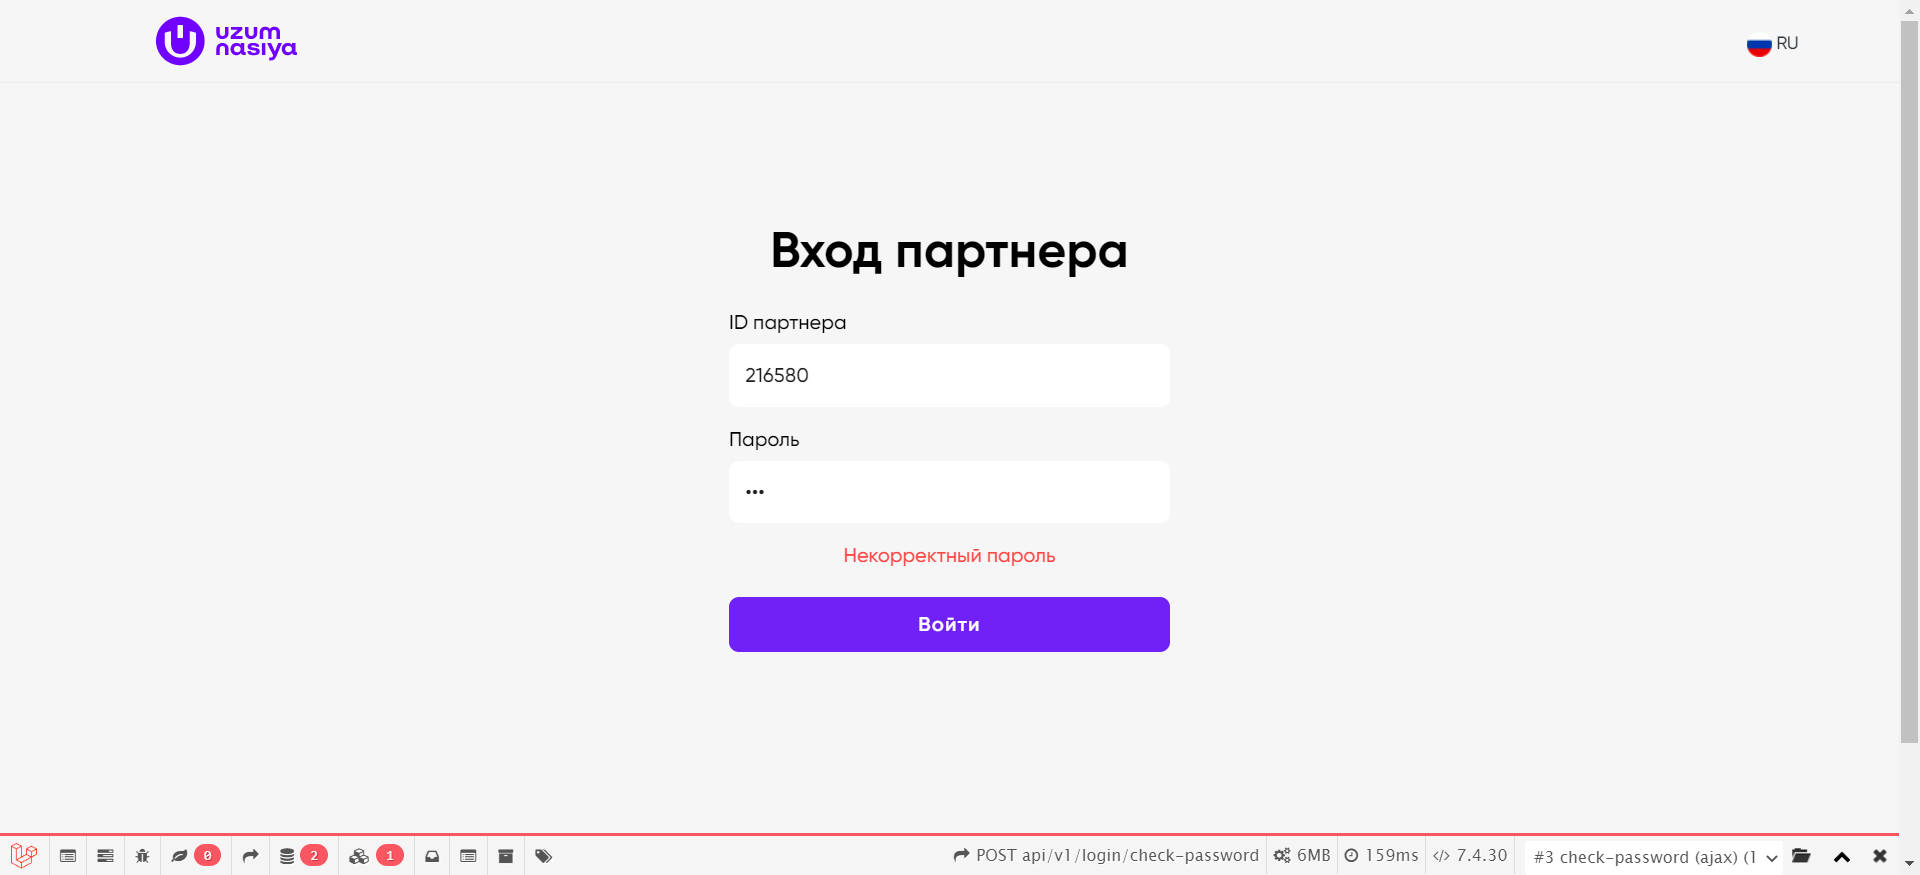 uzum
nasiya
RU
Вход партнера
ID партнера
216580
Пароль
•••
Некорректный пароль
Войти
0
2
1
POST api/v1/login/check-password
6MB
159ms
7.4.30
#3 check-password (ajax) (1